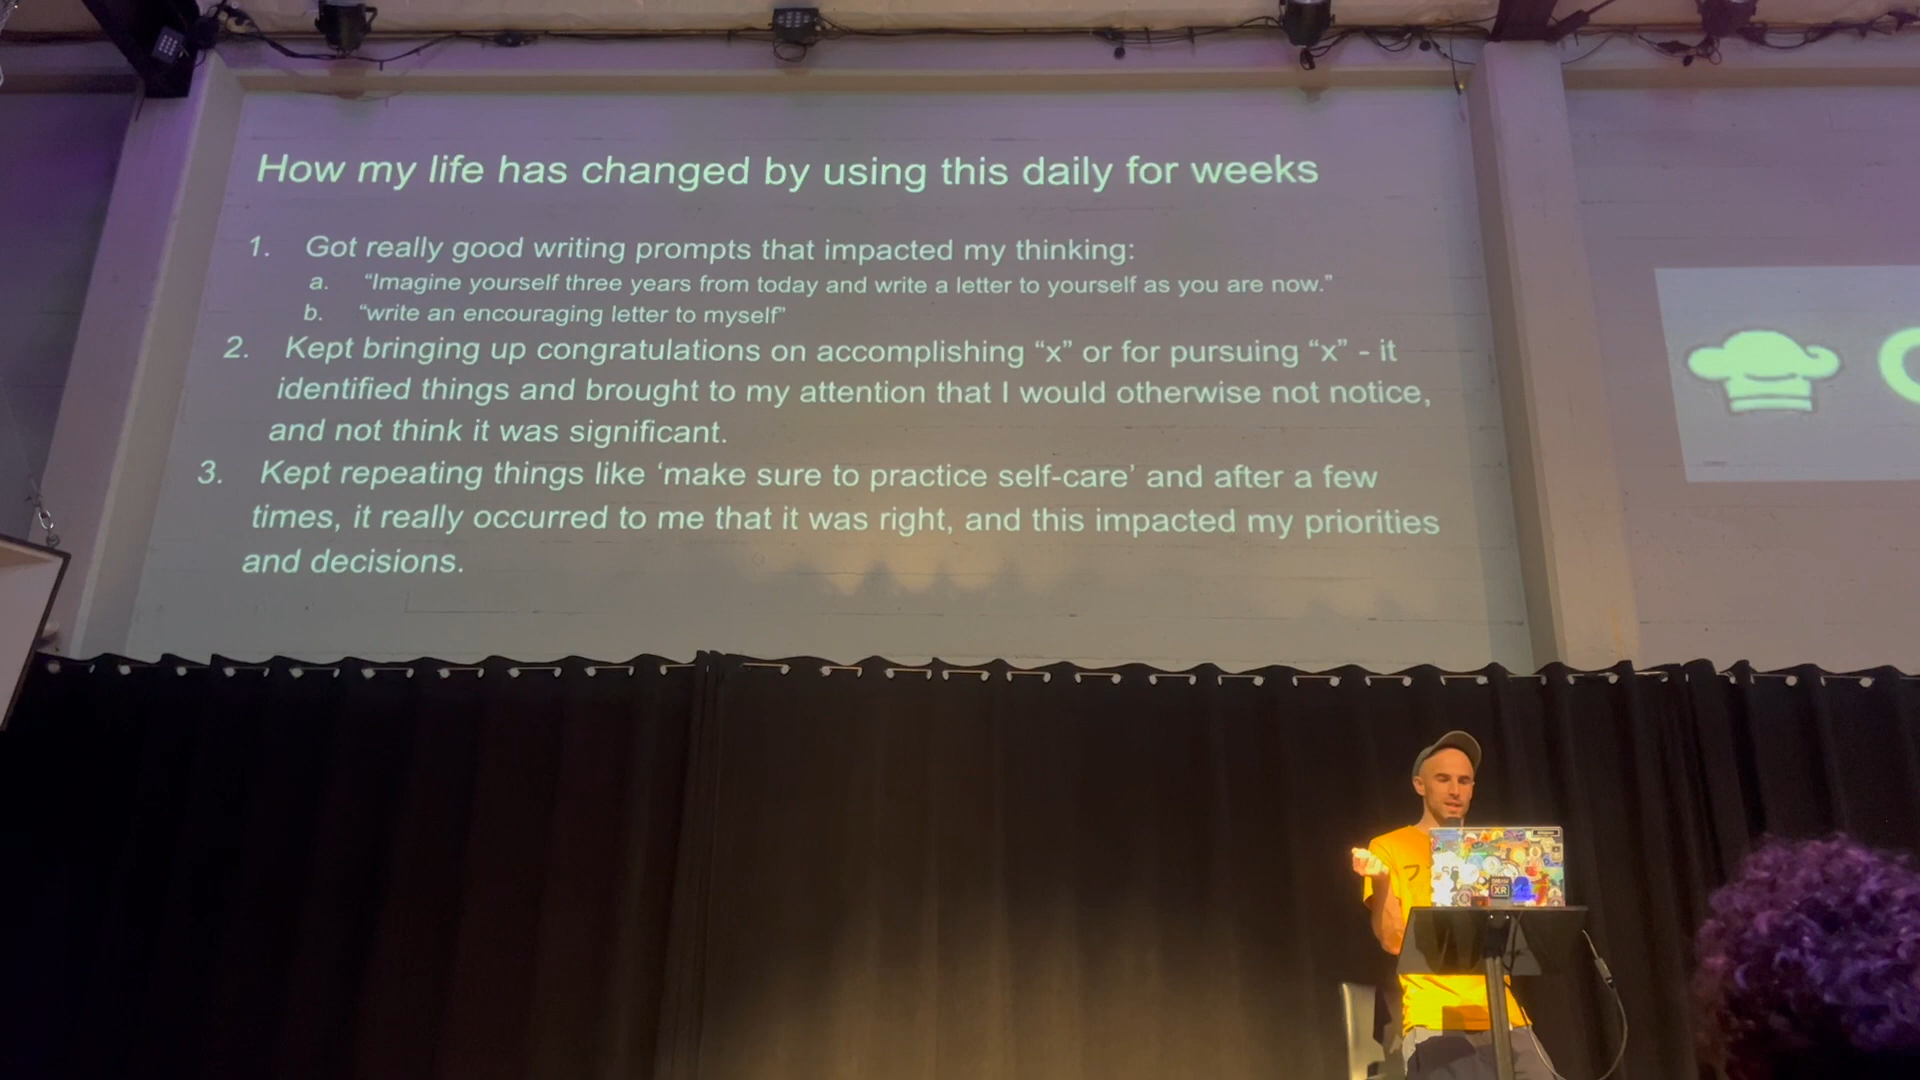 How my life has changed by using this daily for weeks
1. Got really good writing prompts that impacted my thinking:
a. “Imagine yourself three years from today and write a letter to yourself as you are now.”
b. “write an encouraging letter to myself”
2. Kept bringing up congratulations on accomplishing “x” or for pursuing “x” - it
identified things and brought to my attention that I would otherwise not notice,
and not think it was significant.
3. Kept repeating things like ‘make sure to practice self-care’ and after a few
times, it really occurred to me that it was right, and this impacted my priorities
and decisions.
XR